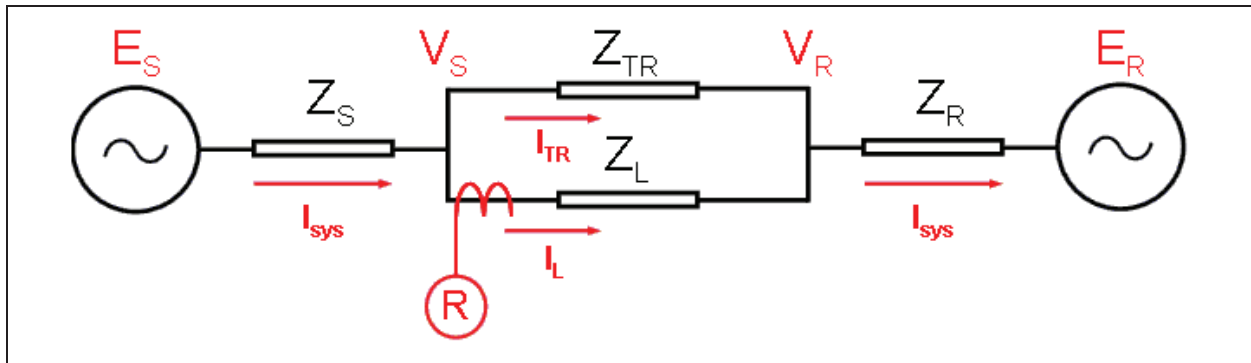 E_S V_S Z_TR V_R E_R
Z_S Z_R
I_TR
Z_L
I_sys I_sys
I_L
R